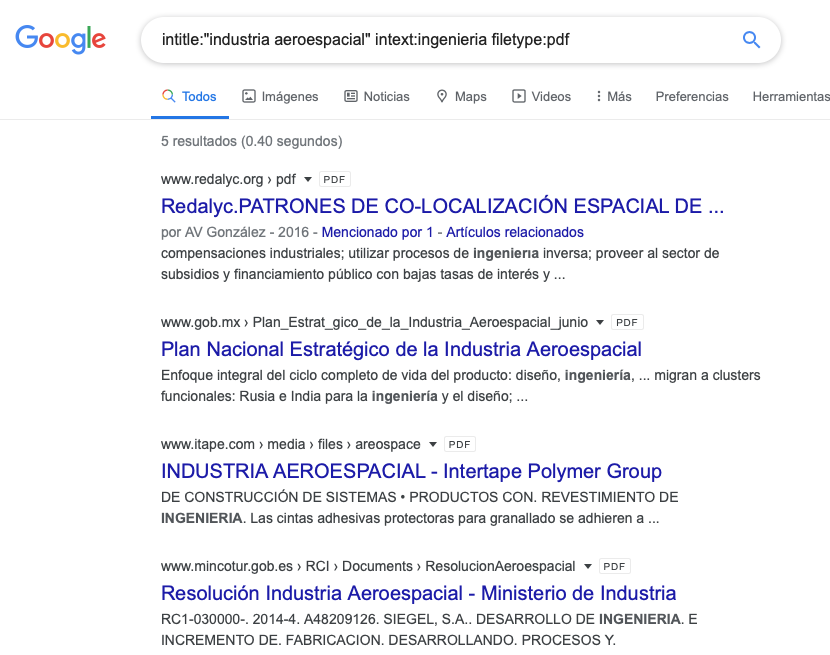 Google
intitle:"industria aeroespacial" intext:ingenieria filetype:pdf
Todos Imágenes Noticias Maps Videos Más Preferencias Herramientas
5 resultados (0.40 segundos)
www.redalyc.org › pdf PDF
Redalyc.PATRONES DE CO-LOCALIZACIÓN ESPACIAL DE ...
por AV González - 2016 - Mencionado por 1 - Artículos relacionados
compensaciones industriales; utilizar procesos de ingenierıa inversa; proveer al sector de
subsidios y financiamiento público con bajas tasas de interés y ...
www.gob.mx › Plan_Estrat_gico_de_la_Industria_Aeroespacial_junio PDF
Plan Nacional Estratégico de la Industria Aeroespacial
Enfoque integral del ciclo completo de vida del producto: diseño, ingeniería, ... migran a clusters
funcionales: Rusia e India para la ingeniería y el diseño; ...
www.itape.com › media › files › areospace PDF
INDUSTRIA AEROESPACIAL - Intertape Polymer Group
DE CONSTRUCCIÓN DE SISTEMAS • PRODUCTOS CON. REVESTIMIENTO DE
INGENIERIA. Las cintas adhesivas protectoras para granallado se adhieren a ...
www.mincotur.gob.es › RCI › Documents › ResolucionAeroespacial PDF
Resolución Industria Aeroespacial - Ministerio de Industria
RC1-030000-. 2014-4. A48209126. SIEGEL, S.A.. DESARROLLO DE INGENIERIA. E
INCREMENTO DE. FABRICACION. DESARROLLANDO. PROCESOS Y.